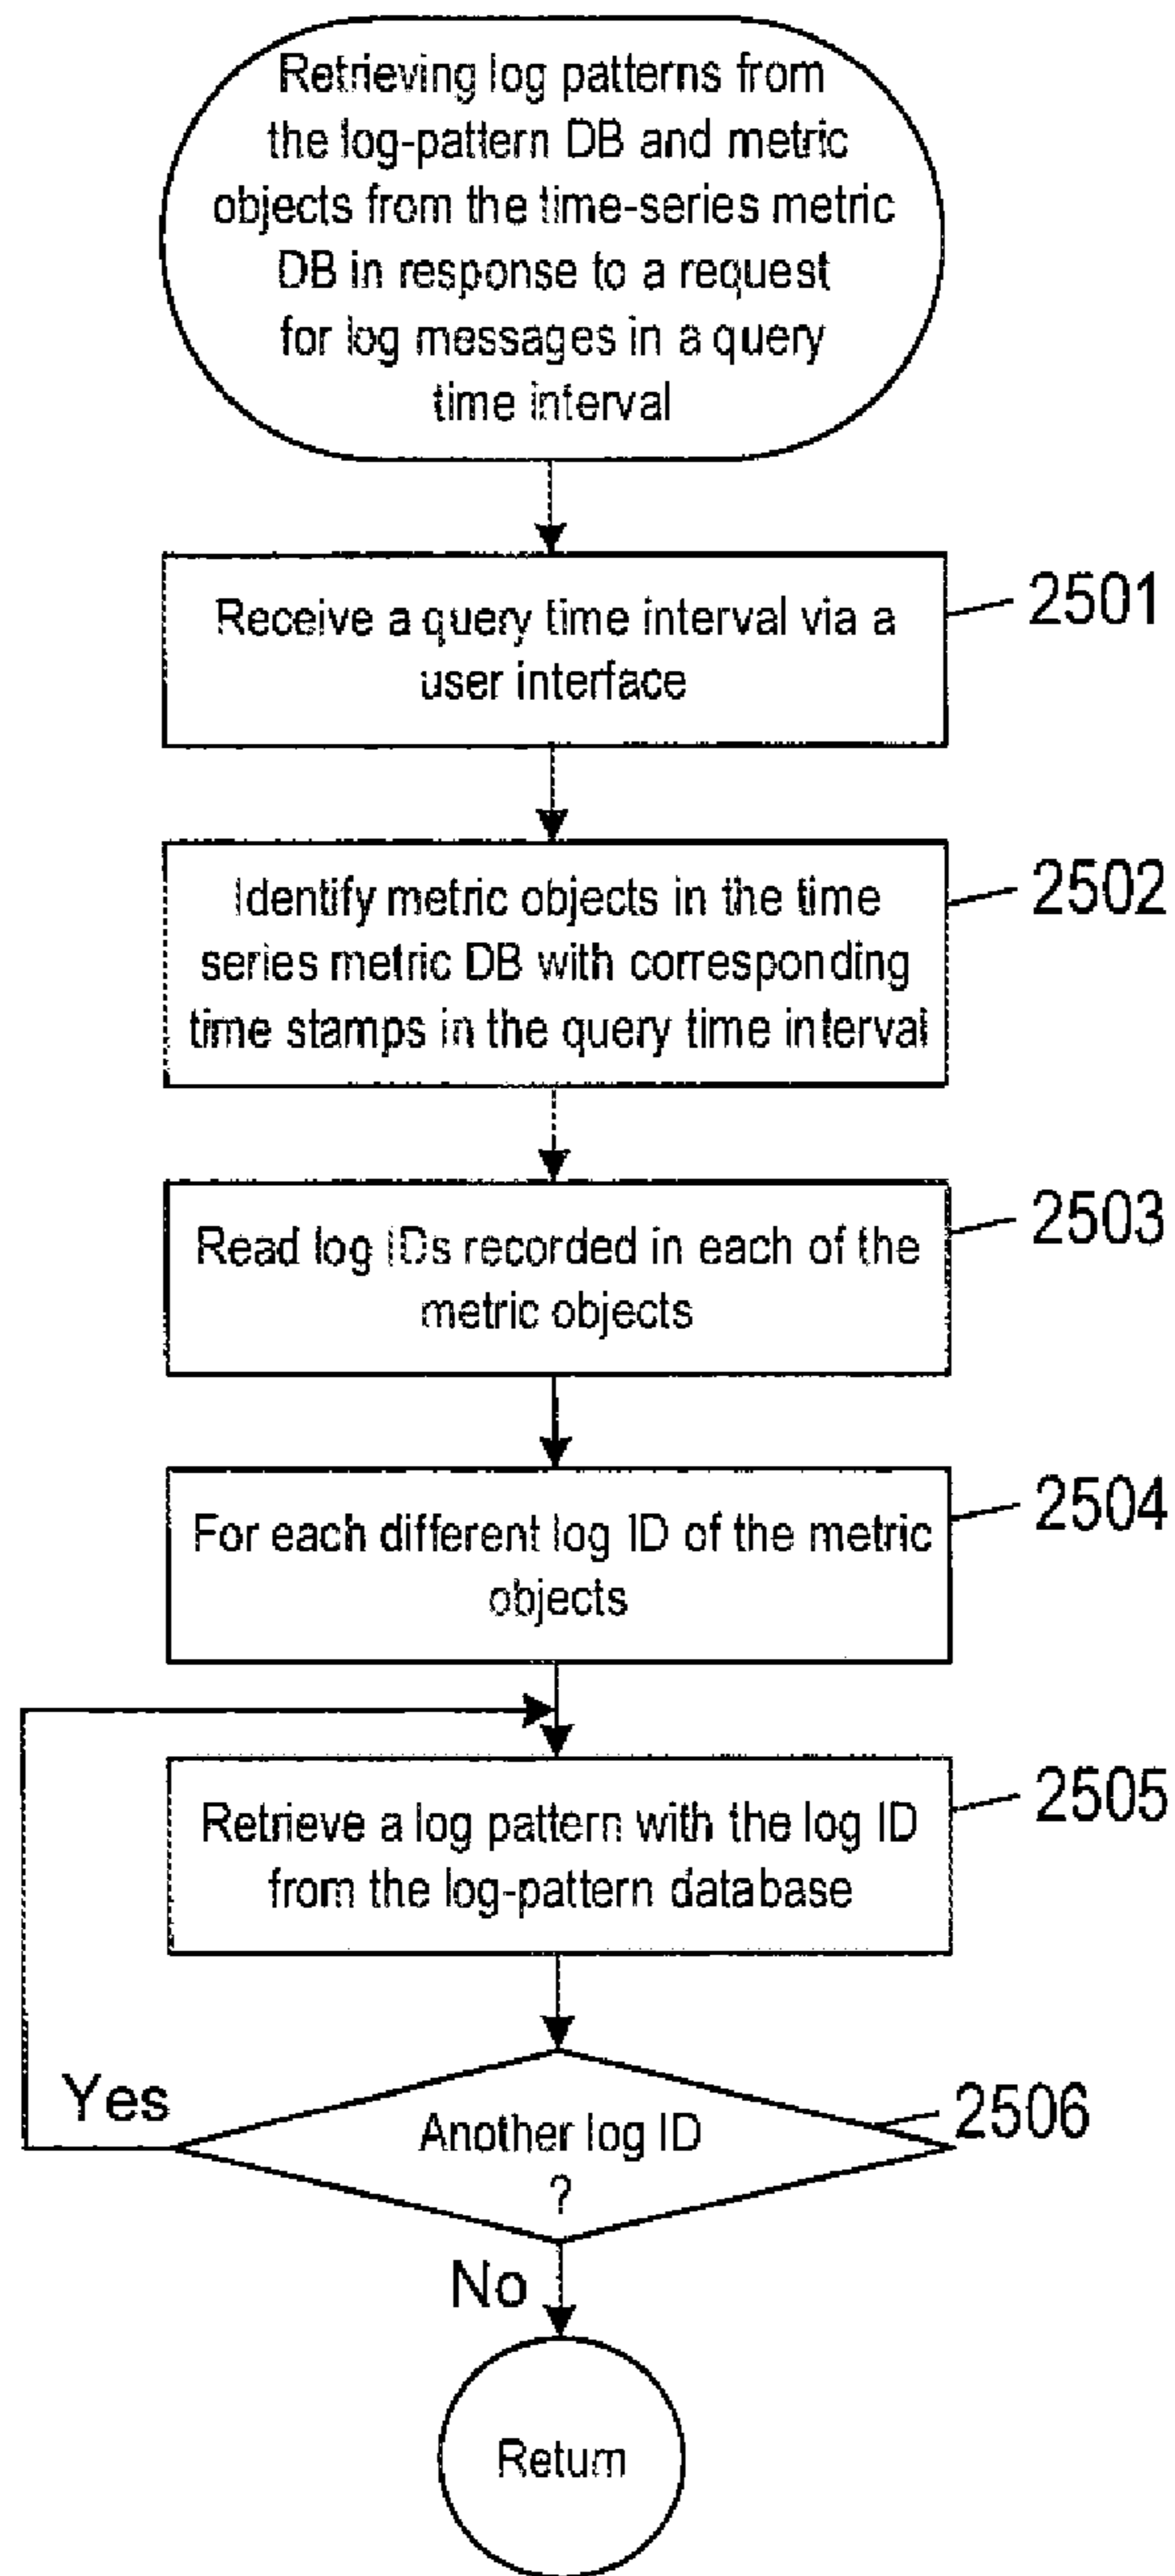 Retrieving log patterns from
the log-pattern DB and metric
objects from the time-series metric
DB in response to a request
for log messages in a query
time interval
Receive a query time interval via a
user interface
2501
Identify metric objects in the time
series metric DB with corresponding
time stamps in the query time interval
2502
Read log IDs recorded in each of the
metric objects
2503
For each different log ID of the metric
objects
2504
Retrieve a log pattern with the log ID
from the log-pattern database
2505
Yes
Another log ID
?
2506
No
Return